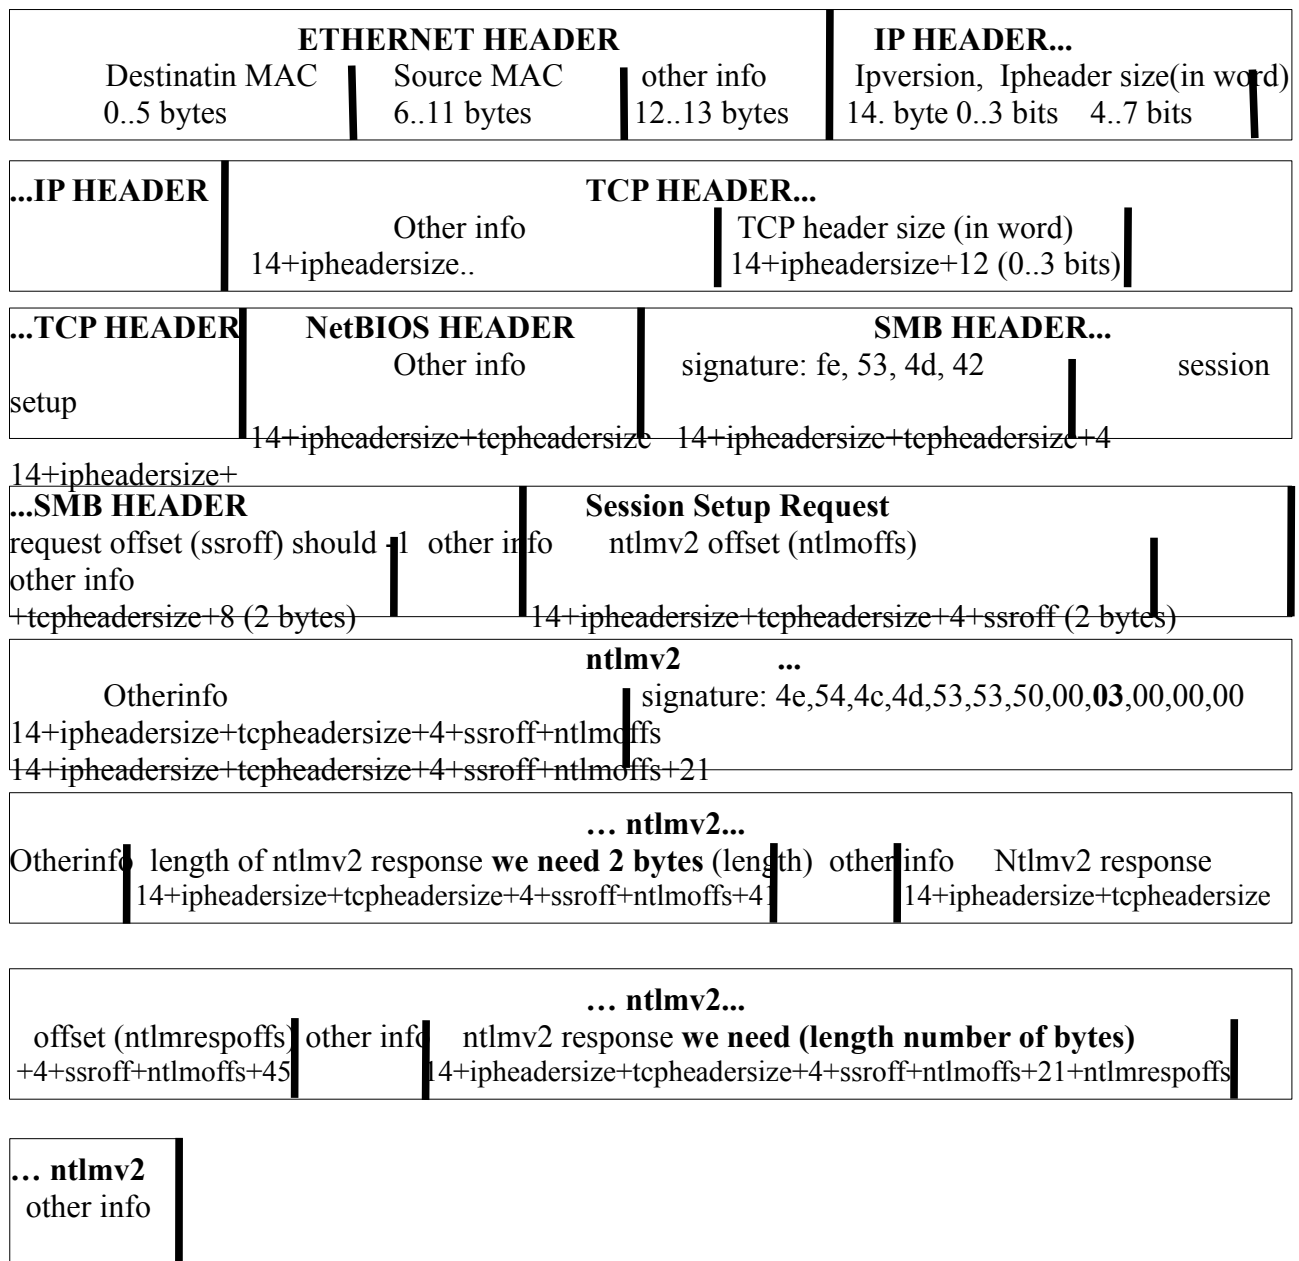 ETHERNET HEADER IP HEADER...
Destinatin MAC Source MAC other info Ipversion, Ipheader size(in word)
0..5 bytes 6..11 bytes 12..13 bytes 14. byte 0..3 bits 4..7 bits
...IP HEADER TCP HEADER...
Other info TCP header size (in word)
14+ipheadersize.. 14+ipheadersize+12 (0..3 bits)
...TCP HEADER NetBIOS HEADER SMB HEADER...
Other info signature: fe, 53, 4d, 42 session
setup
14+ipheadersize+tcpheadersize 14+ipheadersize+tcpheadersize+4
14+ipheadersize+
...SMB HEADER Session Setup Request
request offset (ssroff) should -1 other info ntlmv2 offset (ntlmoffs)
other info
+tcpheadersize+8 (2 bytes) 14+ipheadersize+tcpheadersize+4+ssroff (2 bytes)
ntlmv2 ...
Otherinfo signature: 4e,54,4c,4d,53,53,50,00,03,00,00,00
14+ipheadersize+tcpheadersize+4+ssroff+ntlmoffs
14+ipheadersize+tcpheadersize+4+ssroff+ntlmoffs+21
… ntlmv2...
Otherinfo length of ntlmv2 response we need 2 bytes (length) other info Ntlmv2 response
14+ipheadersize+tcpheadersize+4+ssroff+ntlmoffs+41 14+ipheadersize+tcpheadersize
… ntlmv2...
offset (ntlmrespoffs) other info ntlmv2 response we need (length number of bytes)
+4+ssroff+ntlmoffs+45 14+ipheadersize+tcpheadersize+4+ssroff+ntlmoffs+21+ntlmrespoffs
… ntlmv2
other info